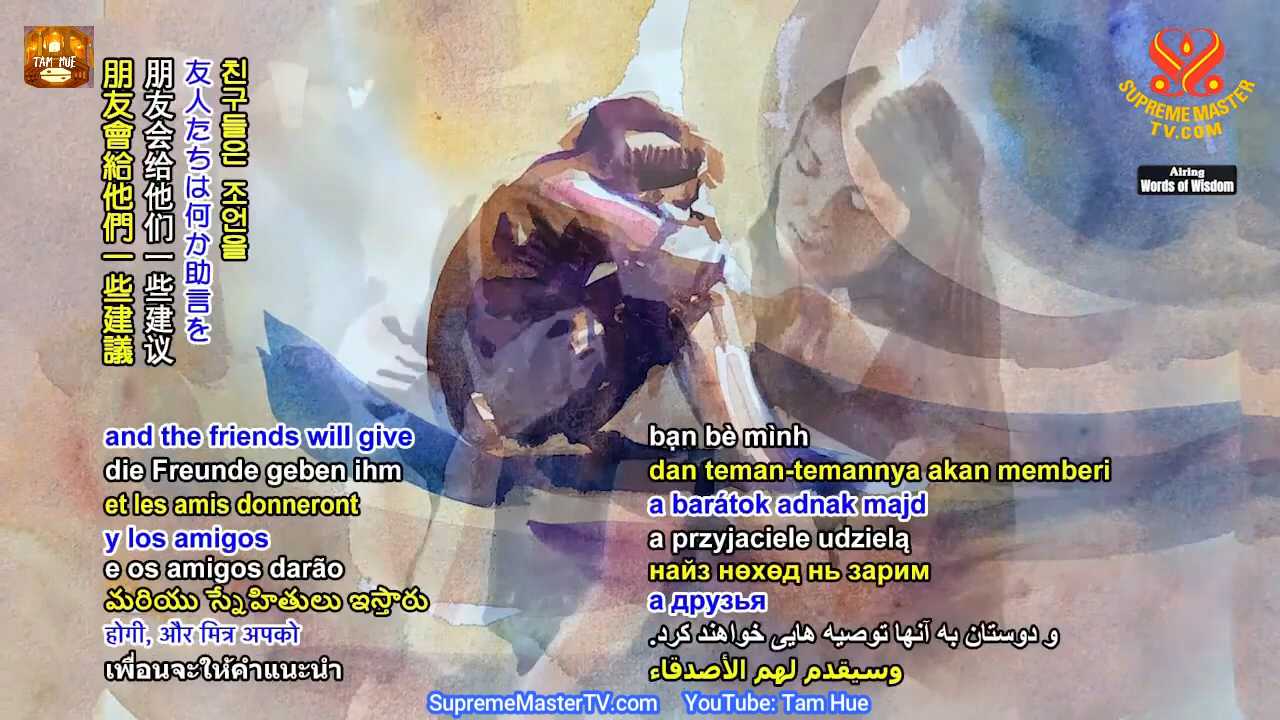 TAM HUE
朋友會給他們一些建議
朋友会给他们一些建议
友人たちは何か助言を
친구들은 조언을
SUPREME MASTER
TV.COM
Airing
Words of Wisdom
and the friends will give
die Freunde geben ihm
et les amis donneront
y los amigos
e os amigos darão
మరియు స్నేహితులు ఇస్తారు
होगी, और मित्र अपको
เพื่อนจะให้คำแนะนำ
bạn bè mình
dan teman-temannya akan memberi
a barátok adnak majd
a przyjaciele udzielą
найз нөхөд нь зарим
а друзья
و دوستان به آنها توصیه هایی خواهند کرد.
وسيقدم لهم الأصدقاء
SupremeMasterTV.com YouTube: Tam Hue